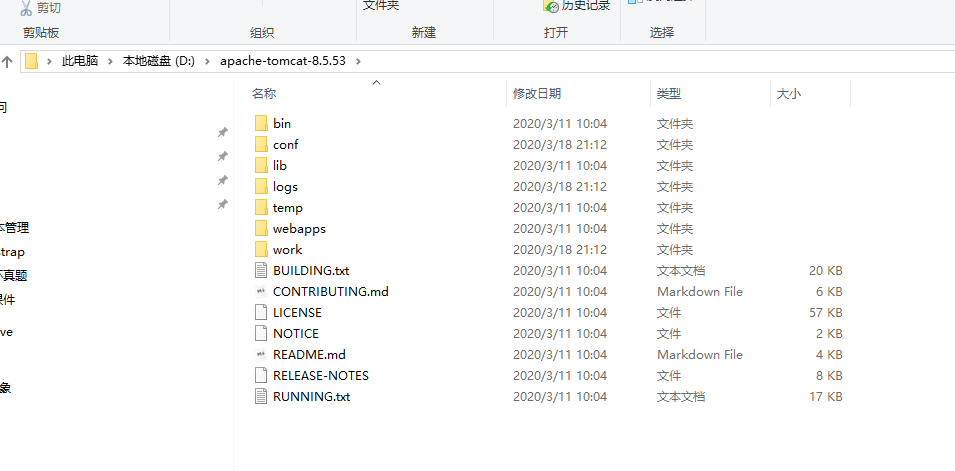 剪切
文件夹
历史记录
剪贴板
组织
新建
打开
选择
此电脑 本地磁盘 (D:) apache-tomcat-8.5.53
名称 修改日期 类型 大小
bin 2020/3/11 10:04 文件夹
conf 2020/3/18 21:12 文件夹
lib 2020/3/11 10:04 文件夹
logs 2020/3/18 21:12 文件夹
temp 2020/3/11 10:04 文件夹
webapps 2020/3/11 10:04 文件夹
work 2020/3/18 21:12 文件夹
BUILDING.txt 2020/3/11 10:04 文本文档 20 KB
CONTRIBUTING.md 2020/3/11 10:04 Markdown File 6 KB
LICENSE 2020/3/11 10:04 文件 57 KB
NOTICE 2020/3/11 10:04 文件 2 KB
README.md 2020/3/11 10:04 Markdown File 4 KB
RELEASE-NOTES 2020/3/11 10:04 文件 8 KB
RUNNING.txt 2020/3/11 10:04 文本文档 17 KB
问
本管理
strap
真题
课件
ve
象